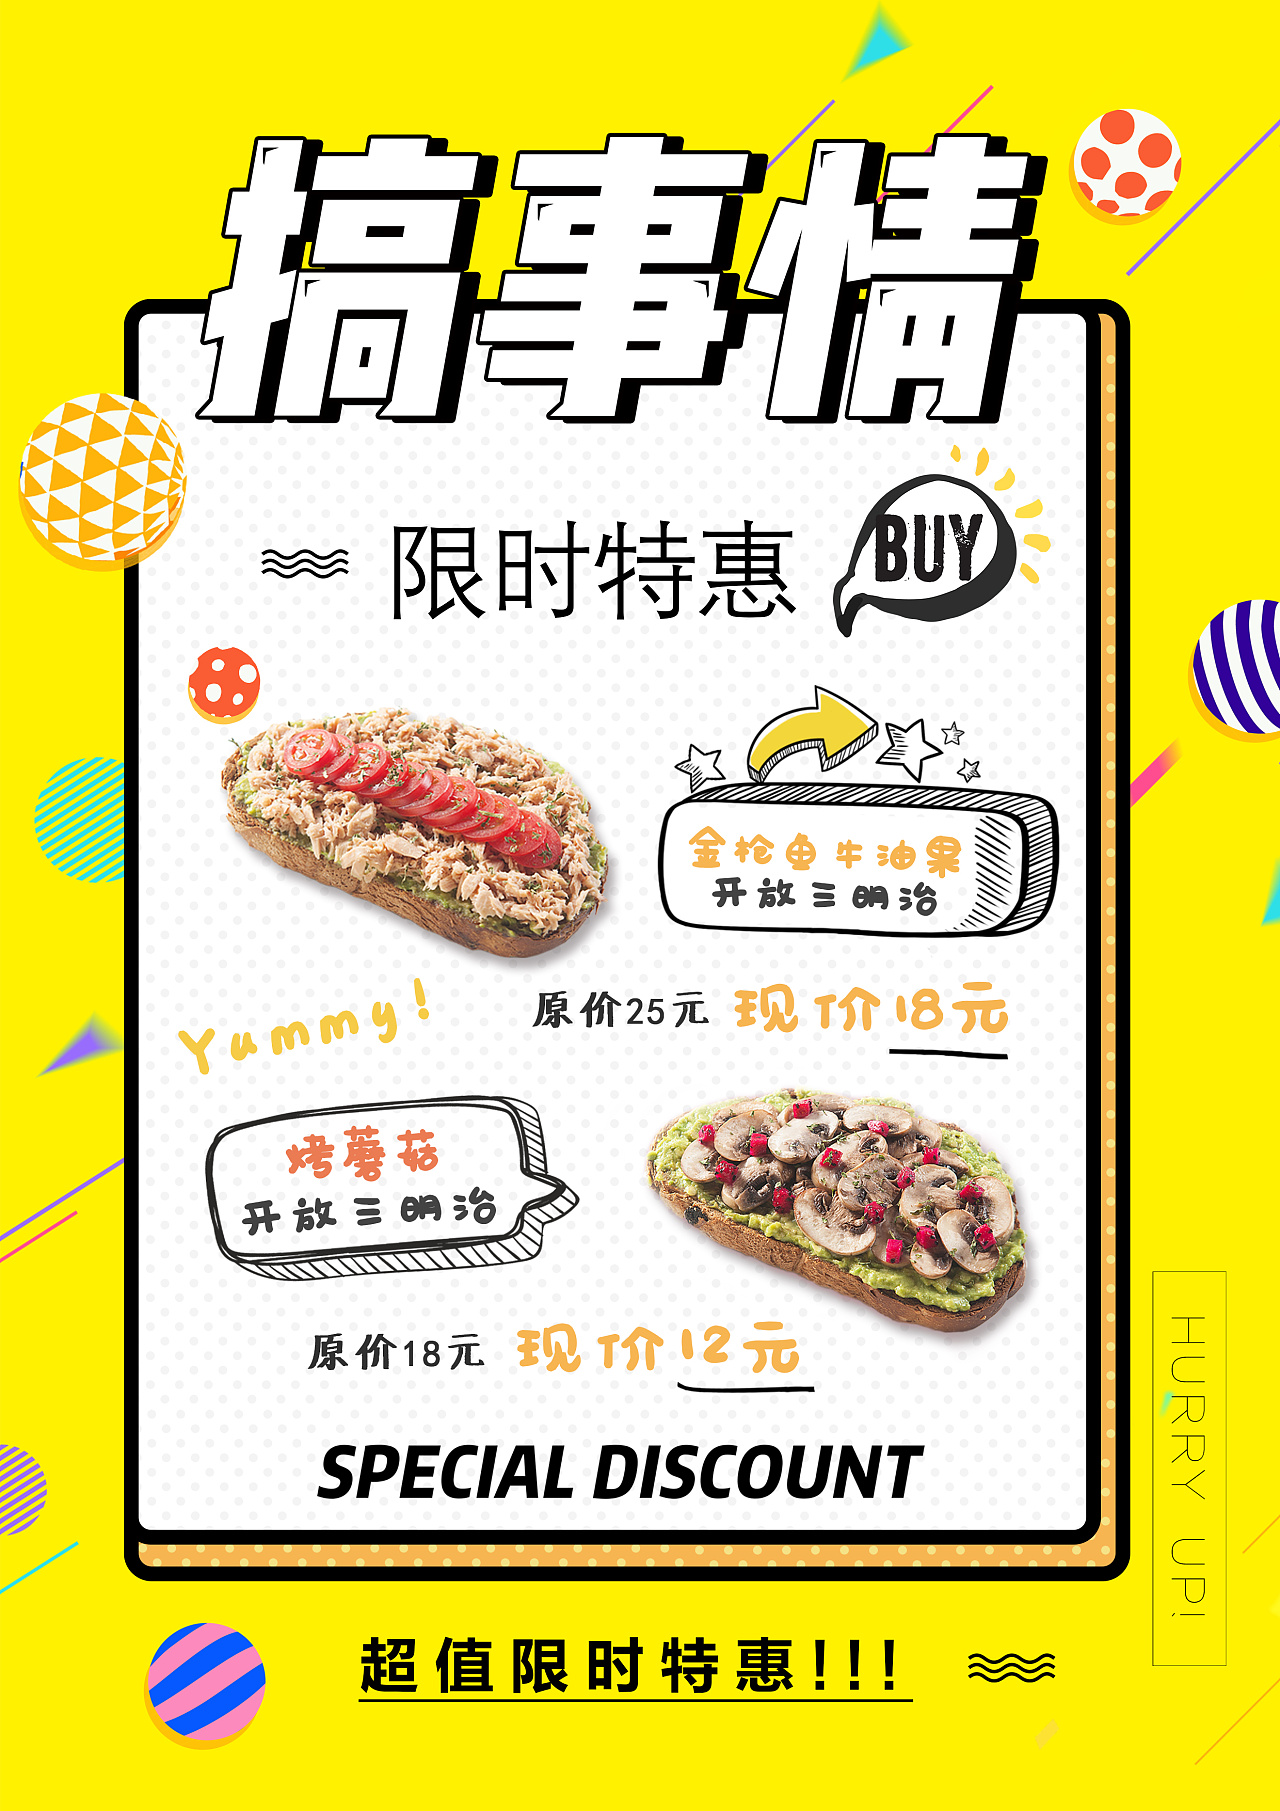 搞事情
限时特惠
BUY
金枪鱼牛油果
开放三明治
原价25元 现价18元
Yummy!
烤蘑菇
开放三明治
原价18元 现价12元
SPECIAL DISCOUNT
HURRY UP!
超值限时特惠!!!